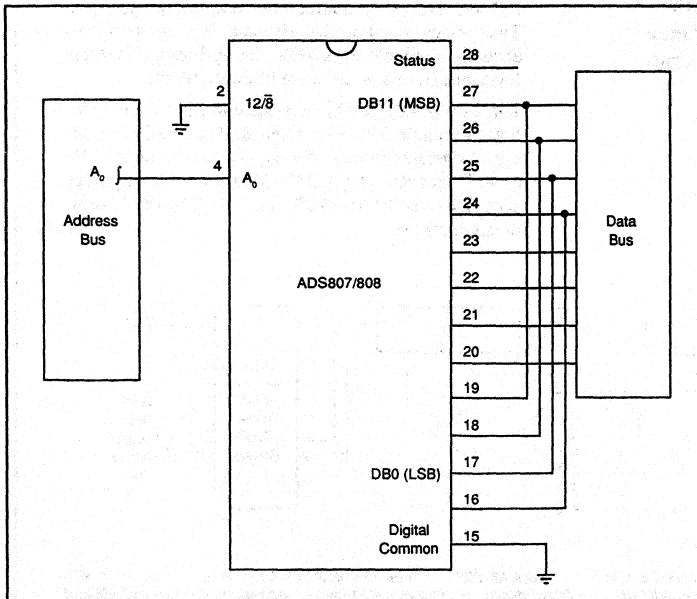 Status
28
2
12/8̅
DB11 (MSB)
27
26
A₀
4
A₀
25
24
Address
Bus
23
Data
Bus
22
ADS807/808
21
20
19
18
DB0 (LSB)
17
16
Digital
Common
15